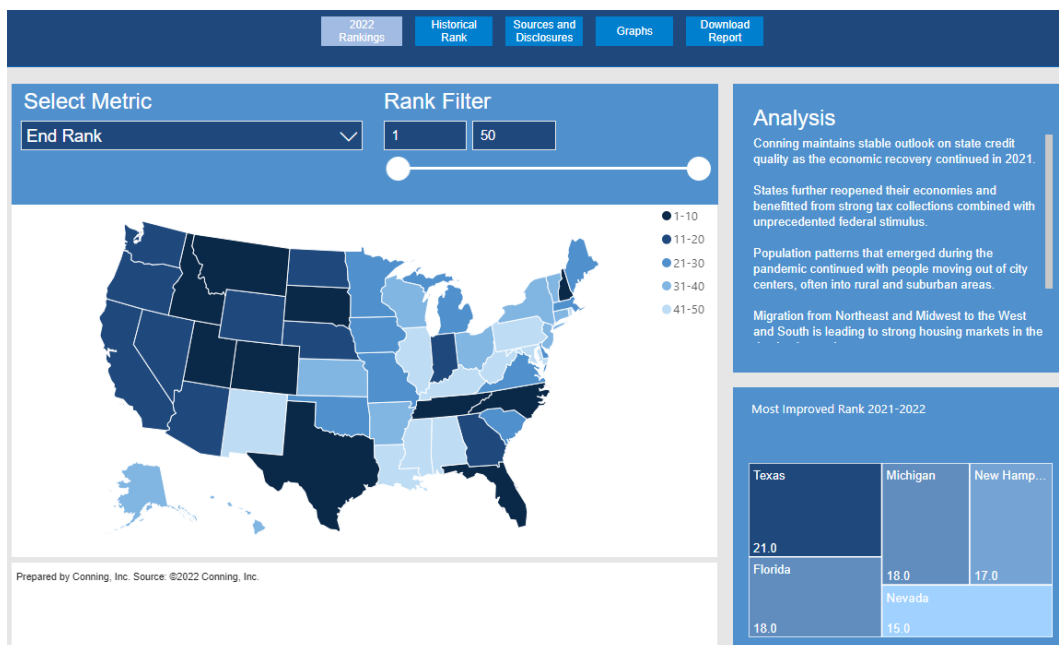 2022
Rankings
Historical
Rank
Sources and
Disclosures
Graphs
Download
Report
Select Metric
End Rank
Rank Filter
1
50
1-10
11-20
21-30
31-40
41-50
Prepared by Conning, Inc. Source: ©2022 Conning, Inc.
Analysis
Conning maintains stable outlook on state credit
quality as the economic recovery continued in 2021.
States further reopened their economies and
benefitted from strong tax collections combined with
unprecedented federal stimulus.
Population patterns that emerged during the
pandemic continued with people moving out of city
centers, often into rural and suburban areas.
Migration from Northeast and Midwest to the West
and South is leading to strong housing markets in the
Most Improved Rank 2021-2022
Texas
21.0
Florida
18.0
Michigan
18.0
New Hamp...
17.0
Nevada
15.0